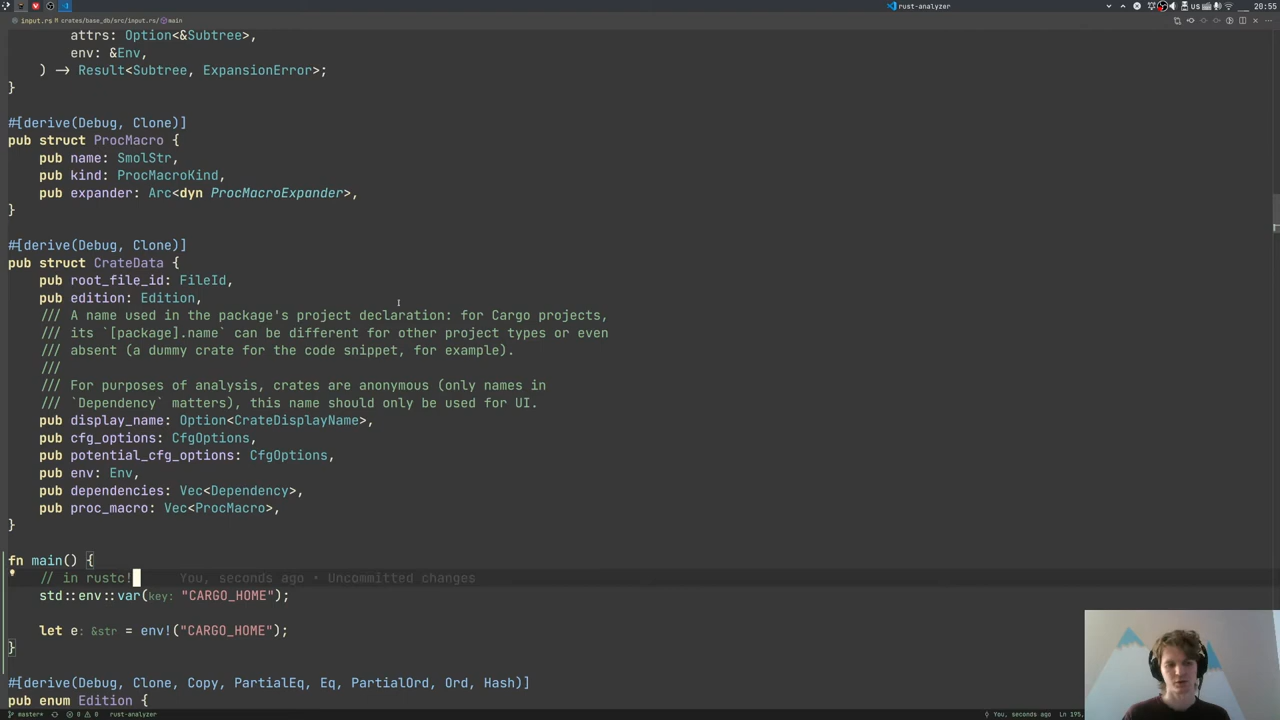 rust-analyzer
us
20:55
input.rs crates/base_db/src/input.rs/ main
attrs: Option<&Subtree>,
env: &Env,
) -> Result<Subtree, ExpansionError>;
}
#[derive(Debug, Clone)]
pub struct ProcMacro {
pub name: SmolStr,
pub kind: ProcMacroKind,
pub expander: Arc<dyn ProcMacroExpander>,
}
#[derive(Debug, Clone)]
pub struct CrateData {
pub root_file_id: FileId,
pub edition: Edition,
/// A name used in the package's project declaration: for Cargo projects,
/// its `[package].name` can be different for other project types or even
/// absent (a dummy crate for the code snippet, for example).
///
/// For purposes of analysis, crates are anonymous (only names in
/// `Dependency` matters), this name should only be used for UI.
pub display_name: Option<CrateDisplayName>,
pub cfg_options: CfgOptions,
pub potential_cfg_options: CfgOptions,
pub env: Env,
pub dependencies: Vec<Dependency>,
pub proc_macro: Vec<ProcMacro>,
}
fn main() {
// in rustc! You, seconds ago • Uncommitted changes
std::env::var(key: "CARGO_HOME");
let e: &str = env!("CARGO_HOME");
}
#[derive(Debug, Clone, Copy, PartialEq, Eq, PartialOrd, Ord, Hash)]
pub enum Edition {
master* 0 0 rust-analyzer You, seconds ago Ln 195,